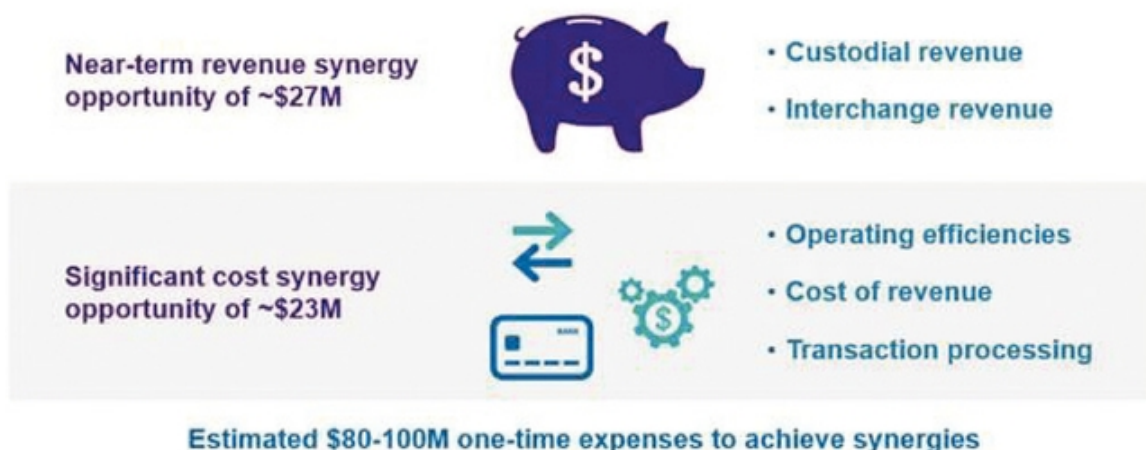 Near-term revenue synergy
opportunity of ~$27M
$
• Custodial revenue
• Interchange revenue
Significant cost synergy
opportunity of ~$23M
BANK
$
• Operating efficiencies
• Cost of revenue
• Transaction processing
Estimated $80-100M one-time expenses to achieve synergies